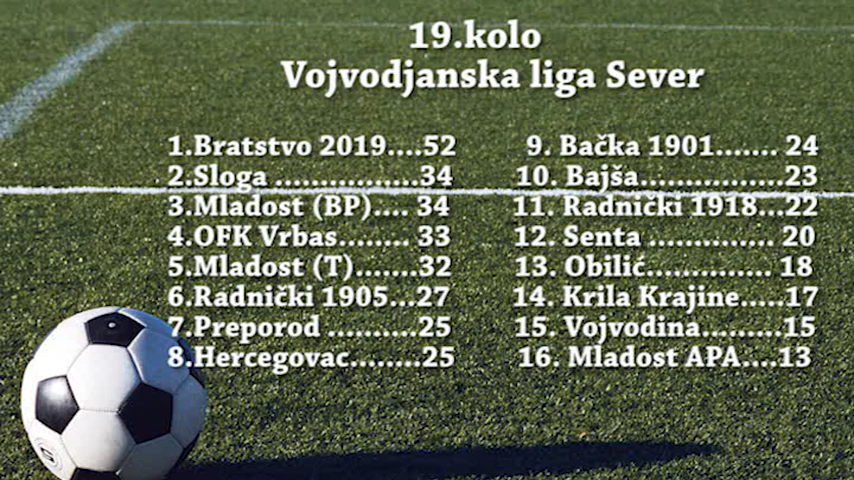 19.kolo
Vojvodjanska liga Sever
1.Bratstvo 2019....52
2.Sloga ................34
3.Mladost (BP).... 34
4.OFK Vrbas........ 33
5.Mladost (T).......32
6.Radnički 1905...27
7.Preporod ..........25
8.Hercegovac........25
9. Bačka 1901....... 24
10. Bajša................23
11. Radnički 1918...22
12. Senta .............. 20
13. Obilić.............. 18
14. Krila Krajine.....17
15. Vojvodina.........15
16. Mladost APA....13